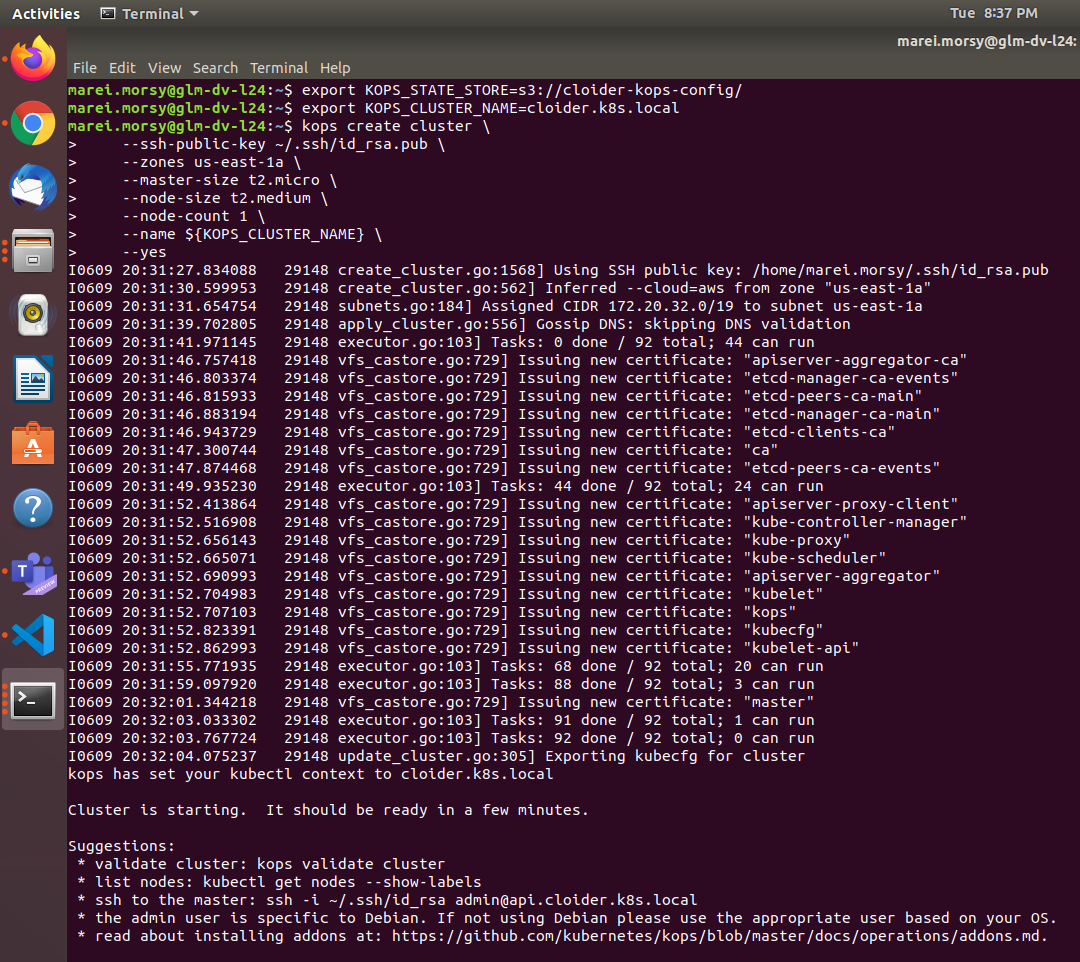 Activities Terminal Tue 8:37 PM
marei.morsy@glm-dv-l24:
File Edit View Search Terminal Help
marei.morsy@glm-dv-l24:~$ export KOPS_STATE_STORE=s3://cloider-kops-config/
marei.morsy@glm-dv-l24:~$ export KOPS_CLUSTER_NAME=cloider.k8s.local
marei.morsy@glm-dv-l24:~$ kops create cluster \
>     --ssh-public-key ~/.ssh/id_rsa.pub \
>     --zones us-east-1a \
>     --master-size t2.micro \
>     --node-size t2.medium \
>     --node-count 1 \
>     --name ${KOPS_CLUSTER_NAME} \
>     --yes
I0609 20:31:27.834088   29148 create_cluster.go:1568] Using SSH public key: /home/marei.morsy/.ssh/id_rsa.pub
I0609 20:31:30.599953   29148 create_cluster.go:562] Inferred --cloud=aws from zone "us-east-1a"
I0609 20:31:31.654754   29148 subnets.go:184] Assigned CIDR 172.20.32.0/19 to subnet us-east-1a
I0609 20:31:39.702805   29148 apply_cluster.go:556] Gossip DNS: skipping DNS validation
I0609 20:31:41.971145   29148 executor.go:103] Tasks: 0 done / 92 total; 44 can run
I0609 20:31:46.757418   29148 vfs_castore.go:729] Issuing new certificate: "apiserver-aggregator-ca"
I0609 20:31:46.803374   29148 vfs_castore.go:729] Issuing new certificate: "etcd-manager-ca-events"
I0609 20:31:46.815933   29148 vfs_castore.go:729] Issuing new certificate: "etcd-peers-ca-main"
I0609 20:31:46.883194   29148 vfs_castore.go:729] Issuing new certificate: "etcd-manager-ca-main"
I0609 20:31:46.943729   29148 vfs_castore.go:729] Issuing new certificate: "etcd-clients-ca"
I0609 20:31:47.300744   29148 vfs_castore.go:729] Issuing new certificate: "ca"
I0609 20:31:47.874468   29148 vfs_castore.go:729] Issuing new certificate: "etcd-peers-ca-events"
I0609 20:31:49.935230   29148 executor.go:103] Tasks: 44 done / 92 total; 24 can run
I0609 20:31:52.413864   29148 vfs_castore.go:729] Issuing new certificate: "apiserver-proxy-client"
I0609 20:31:52.516908   29148 vfs_castore.go:729] Issuing new certificate: "kube-controller-manager"
I0609 20:31:52.656143   29148 vfs_castore.go:729] Issuing new certificate: "kube-proxy"
I0609 20:31:52.665071   29148 vfs_castore.go:729] Issuing new certificate: "kube-scheduler"
I0609 20:31:52.690993   29148 vfs_castore.go:729] Issuing new certificate: "apiserver-aggregator"
I0609 20:31:52.704983   29148 vfs_castore.go:729] Issuing new certificate: "kubelet"
I0609 20:31:52.707103   29148 vfs_castore.go:729] Issuing new certificate: "kops"
I0609 20:31:52.823391   29148 vfs_castore.go:729] Issuing new certificate: "kubecfg"
I0609 20:31:52.862993   29148 vfs_castore.go:729] Issuing new certificate: "kubelet-api"
I0609 20:31:55.771935   29148 executor.go:103] Tasks: 68 done / 92 total; 20 can run
I0609 20:31:59.097920   29148 executor.go:103] Tasks: 88 done / 92 total; 3 can run
I0609 20:32:01.344218   29148 vfs_castore.go:729] Issuing new certificate: "master"
I0609 20:32:03.033302   29148 executor.go:103] Tasks: 91 done / 92 total; 1 can run
I0609 20:32:03.767724   29148 executor.go:103] Tasks: 92 done / 92 total; 0 can run
I0609 20:32:04.075237   29148 update_cluster.go:305] Exporting kubecfg for cluster
kops has set your kubectl context to cloider.k8s.local
Cluster is starting.  It should be ready in a few minutes.
Suggestions:
 * validate cluster: kops validate cluster
 * list nodes: kubectl get nodes --show-labels
 * ssh to the master: ssh -i ~/.ssh/id_rsa admin@api.cloider.k8s.local
 * the admin user is specific to Debian. If not using Debian please use the appropriate user based on your OS.
 * read about installing addons at: https://github.com/kubernetes/kops/blob/master/docs/operations/addons.md.